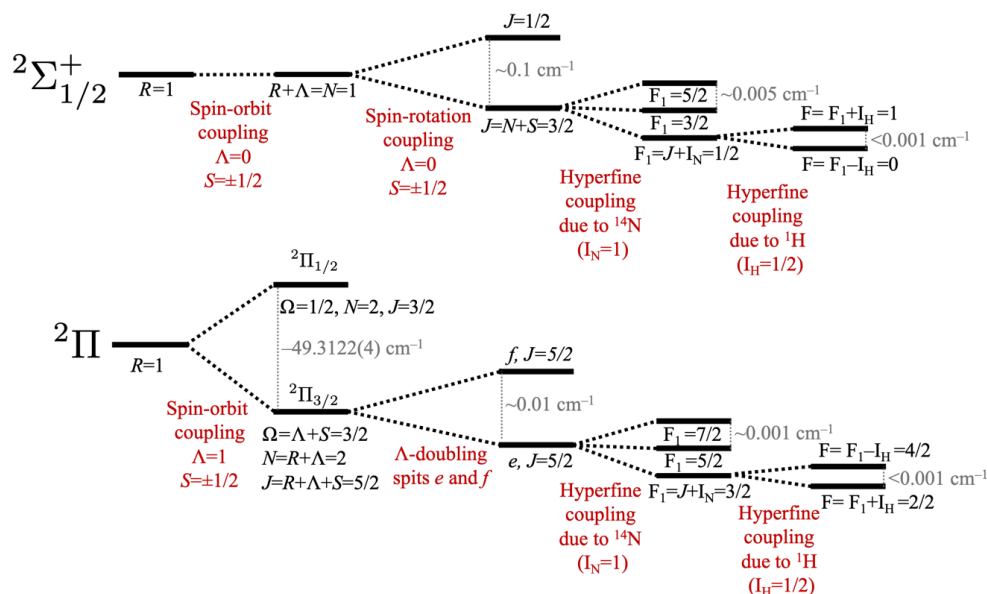 J=1/2
²Σ⁺₁/₂
R=1
R+Λ=N=1
~0.1 cm⁻¹
J=N+S=3/2
Spin-orbit
coupling
Λ=0
S=±1/2
Spin-rotation
coupling
Λ=0
S=±1/2
F₁=5/2
F₁=3/2
~0.005 cm⁻¹
F₁=J+I_N=1/2
F= F₁+I_H=1
<0.001 cm⁻¹
F= F₁−I_H=0
Hyperfine
coupling
due to ¹⁴N
(I_N=1)
Hyperfine
coupling
due to ¹H
(I_H=1/2)
²Π₁/₂
Ω=1/2, N=2, J=3/2
²Π
R=1
−49.3122(4) cm⁻¹
²Π₃/₂
Ω=Λ+S=3/2
N=R+Λ=2
J=R+Λ+S=5/2
Spin-orbit
coupling
Λ=1
S=±1/2
f, J=5/2
~0.01 cm⁻¹
e, J=5/2
Λ-doubling
spits e and f
F₁=7/2
F₁=5/2
~0.001 cm⁻¹
F₁=J+I_N=3/2
F= F₁−I_H=4/2
<0.001 cm⁻¹
F= F₁+I_H=2/2
Hyperfine
coupling
due to ¹⁴N
(I_N=1)
Hyperfine
coupling
due to ¹H
(I_H=1/2)